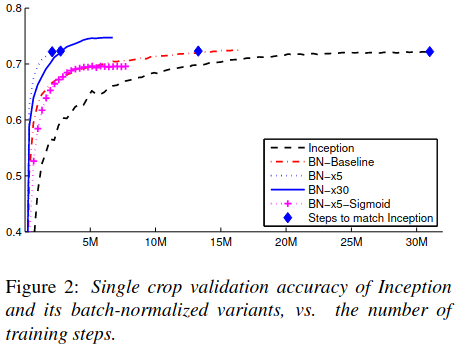 0.8
0.7
0.6
0.5
0.4
5M 10M 15M 20M 25M 30M
Inception
BN−Baseline
BN−x5
BN−x30
BN−x5−Sigmoid
Steps to match Inception
Figure 2: Single crop validation accuracy of Inception
and its batch-normalized variants, vs. the number of
training steps.